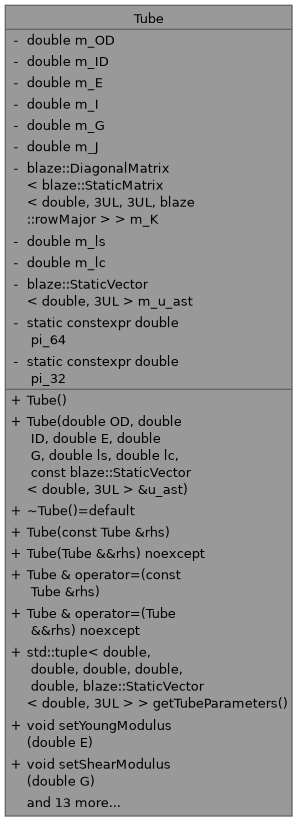 Tube
- double m_OD
- double m_ID
- double m_E
- double m_I
- double m_G
- double m_J
- blaze::DiagonalMatrix
< blaze::StaticMatrix
< double, 3UL, 3UL, blaze
::rowMajor > > m_K
- double m_ls
- double m_lc
- blaze::StaticVector
< double, 3UL > m_u_ast
- static constexpr double
pi_64
- static constexpr double
pi_32
+ Tube()
+ Tube(double OD, double
ID, double E, double
G, double ls, double lc,
const blaze::StaticVector
< double, 3UL > &u_ast)
+ ~Tube()=default
+ Tube(const Tube &rhs)
+ Tube(Tube &&rhs) noexcept
+ Tube & operator=(const
Tube &rhs)
+ Tube & operator=(Tube
&&rhs) noexcept
+ std::tuple< double,
double, double, double,
double, blaze::StaticVector
< double, 3UL > > getTubeParameters()
+ void setYoungModulus
(double E)
+ void setShearModulus
(double G)
and 13 more...